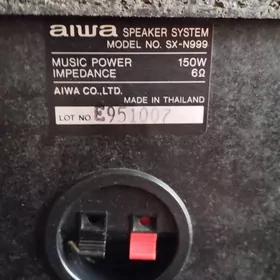 aiwa SPEAKER SYSTEM
MODEL NO. SX-N999
MUSIC POWER 150W
IMPEDANCE 6Ω
AIWA CO., LTD.
MADE IN THAILAND
LOT NO. E951007